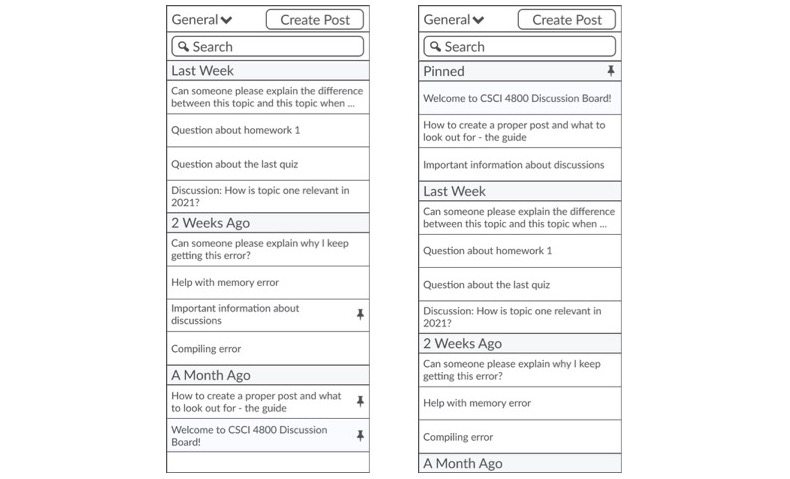 General
Create Post
Search
Last Week
Can someone please explain the difference
between this topic and this topic when ...
Question about homework 1
Question about the last quiz
Discussion: How is topic one relevant in
2021?
2 Weeks Ago
Can someone please explain why I keep
getting this error?
Help with memory error
Important information about
discussions
Compiling error
A Month Ago
How to create a proper post and what
to look out for - the guide
Welcome to CSCI 4800 Discussion
Board!
General
Create Post
Search
Pinned
Welcome to CSCI 4800 Discussion Board!
How to create a proper post and what to
look out for - the guide
Important information about discussions
Last Week
Can someone please explain the difference
between this topic and this topic when ...
Question about homework 1
Question about the last quiz
Discussion: How is topic one relevant in
2021?
2 Weeks Ago
Can someone please explain why I keep
getting this error?
Help with memory error
Compiling error
A Month Ago